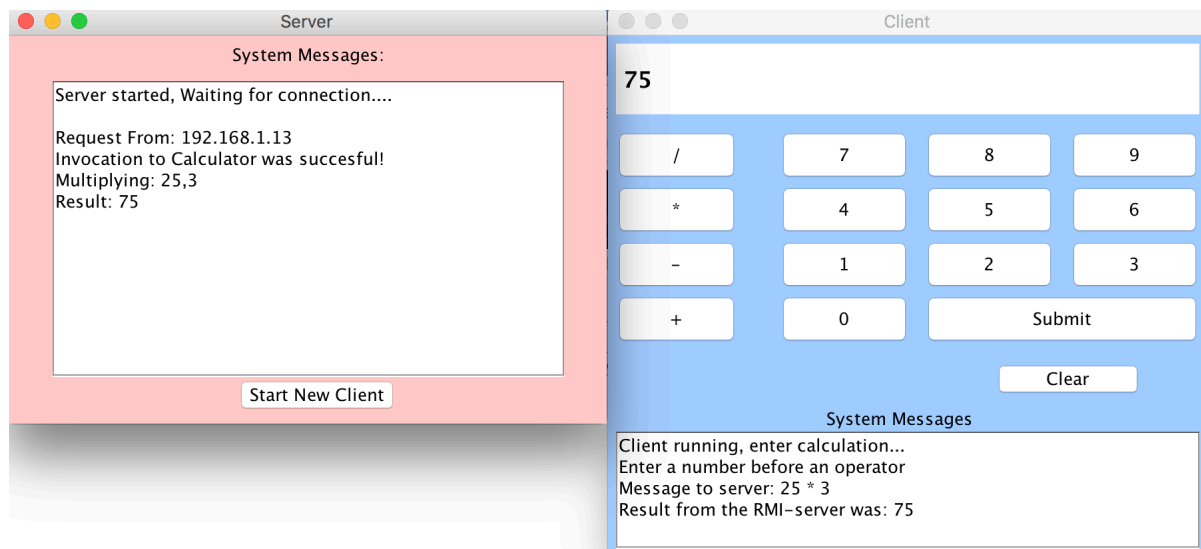 Server
System Messages:
Server started, Waiting for connection....
Request From: 192.168.1.13
Invocation to Calculator was succesful!
Multiplying: 25,3
Result: 75
Start New Client
Client
75
/ 7 8 9
* 4 5 6
- 1 2 3
+ 0 Submit
Clear
System Messages
Client running, enter calculation...
Enter a number before an operator
Message to server: 25 * 3
Result from the RMI-server was: 75